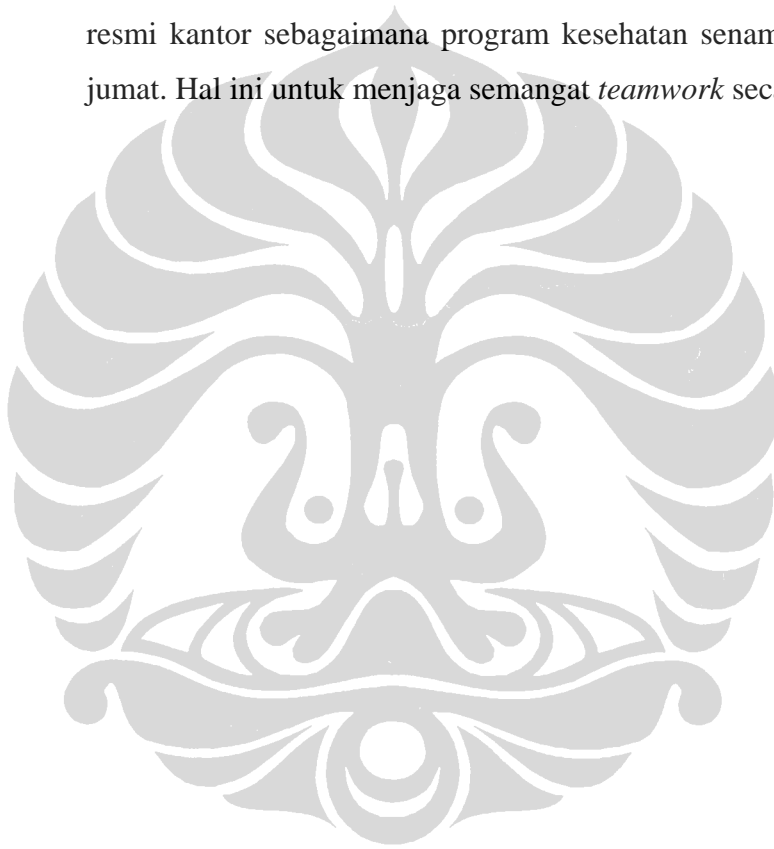 resmi kantor sebagaimana program kesehatan senam
jumat. Hal ini untuk menjaga semangat teamwork sec